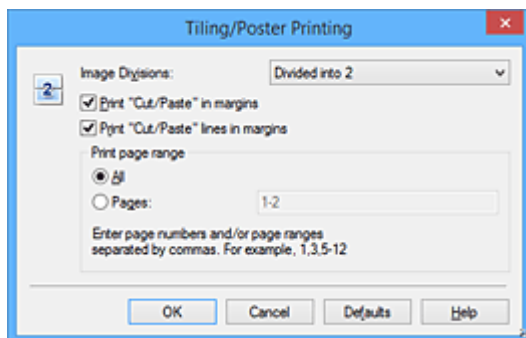 Tiling/Poster Printing
Image Divisions: Divided into 2
2
Print "Cut/Paste" in margins
Print "Cut/Paste" lines in margins
Print page range
All
Pages: 1-2
Enter page numbers and/or page ranges
separated by commas. For example, 1,3,5-12
OK Cancel Defaults Help